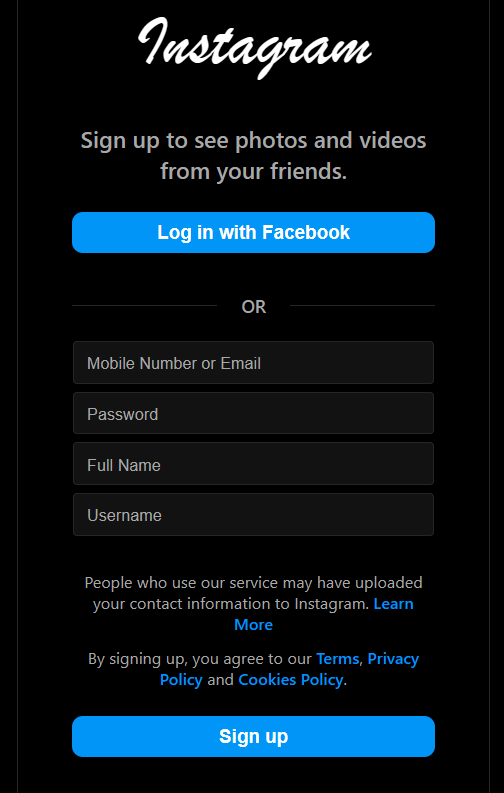 Instagram
Sign up to see photos and videos
from your friends.
Log in with Facebook
OR
Mobile Number or Email
Password
Full Name
Username
People who use our service may have uploaded
your contact information to Instagram. Learn
More
By signing up, you agree to our Terms, Privacy
Policy and Cookies Policy.
Sign up